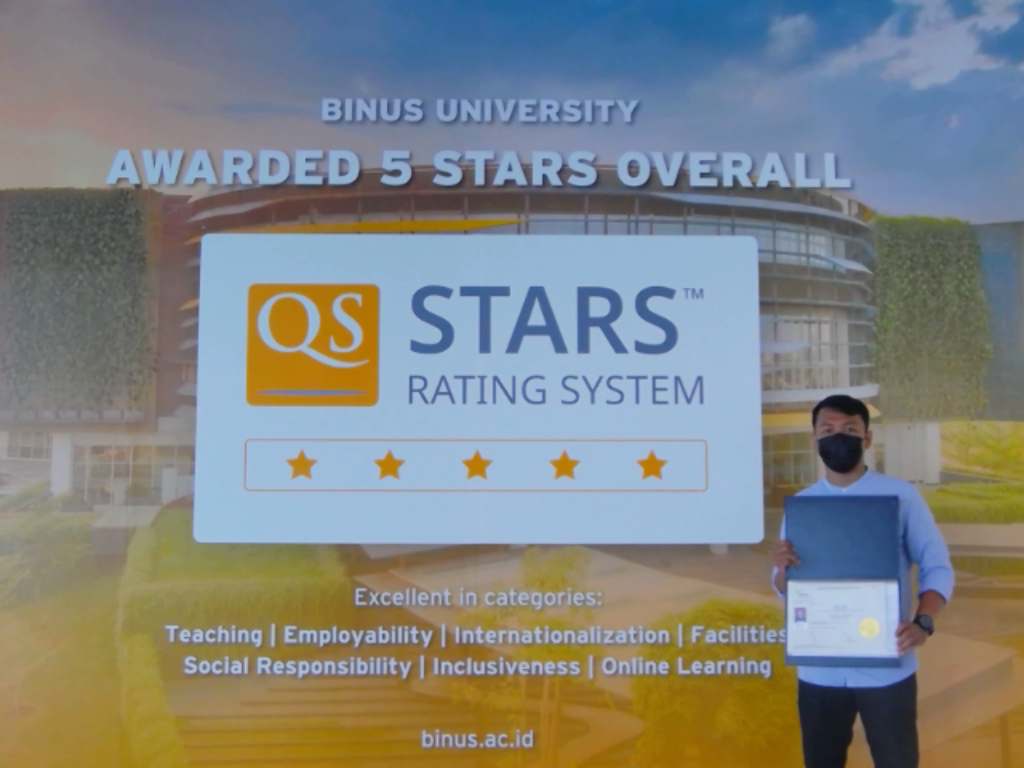 BINUS UNIVERSITY
AWARDED 5 STARS OVERALL
QS
STARS™
RATING SYSTEM
Excellent in categories:
Teaching | Employability | Internationalization | Facilities
Social Responsibility | Inclusiveness | Online Learning
binus.ac.id